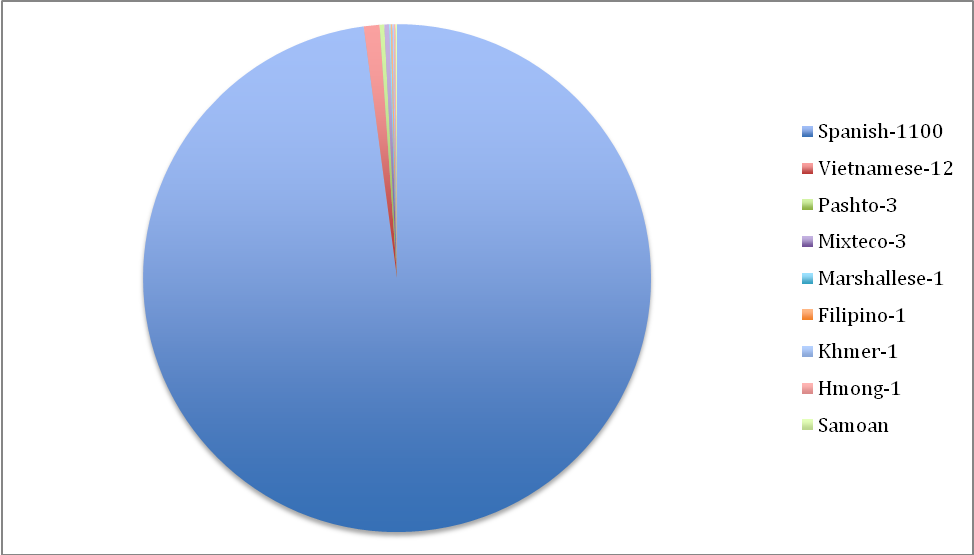 Spanish-1100
Vietnamese-12
Pashto-3
Mixteco-3
Marshallese-1
Filipino-1
Khmer-1
Hmong-1
Samoan